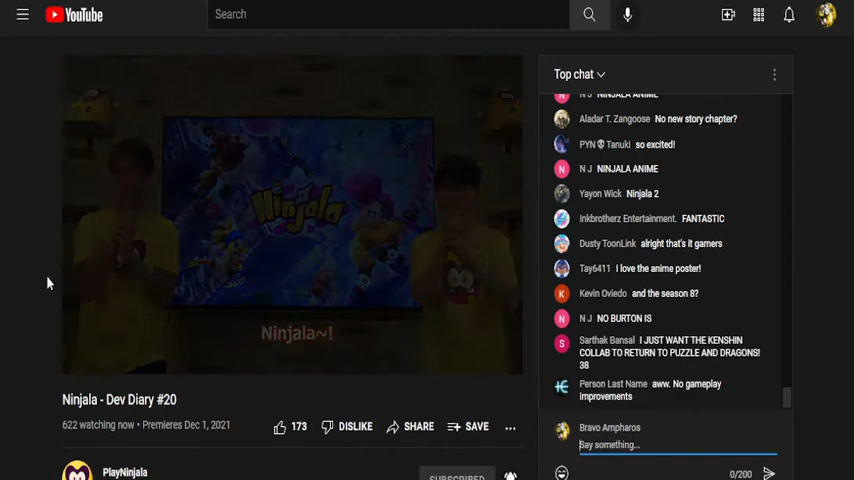 YouTube
Search
Top chat
N J NINJALA ANIME
Aladar T. Zangoose No new story chapter?
PYN Tanuki so excited!
N J NINJALA ANIME
Yayon Wick Ninjala 2
Inkbrotherz Entertainment. FANTASTIC
Dusty ToonLink alright that's it gamers
Tay6411 I love the anime poster!
Kevin Oviedo and the season 8?
N J NO BURTON IS
Sarthak Bansal I JUST WANT THE KENSHIN
COLLAB TO RETURN TO PUZZLE AND DRAGONS!
38
Person Last Name aww. No gameplay
improvements
Bravo Ampharos
Say something...
0/200
Ninjala
Ninjala~!
Ninjala - Dev Diary #20
622 watching now • Premieres Dec 1, 2021
173
DISLIKE
SHARE
SAVE
PlayNinjala
SUBSCRIBED